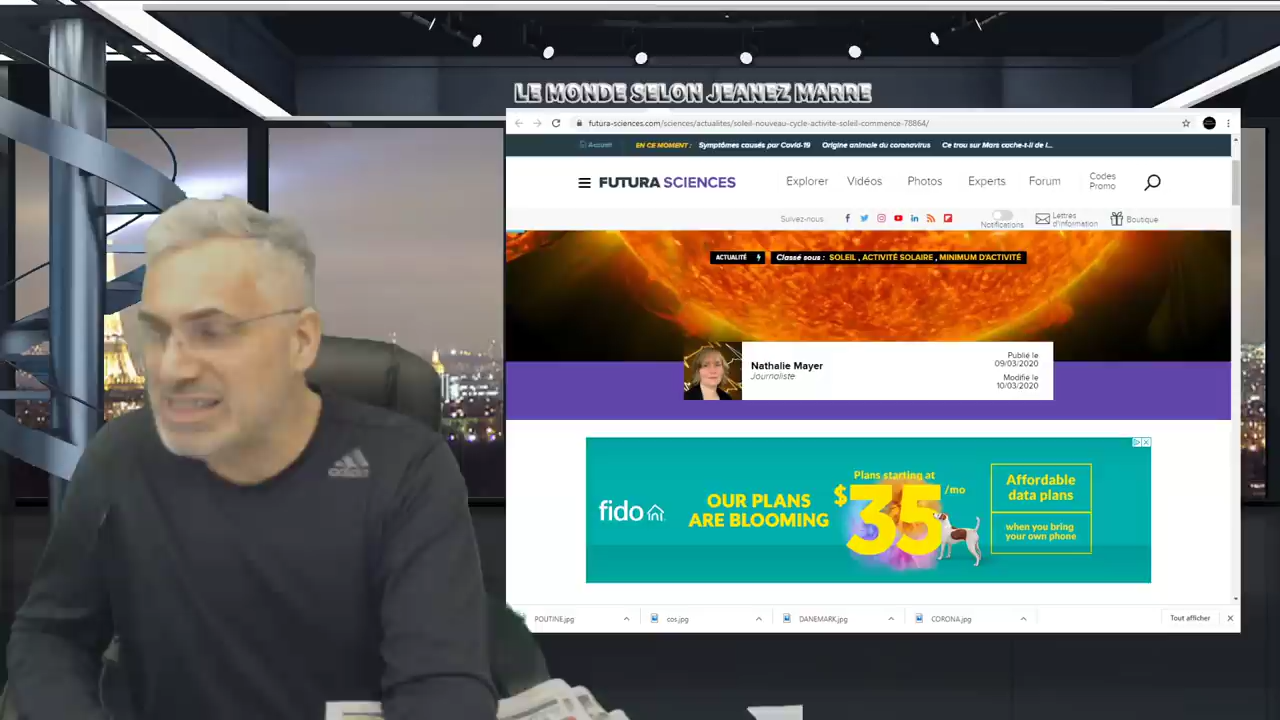 LE MONDE SELON JEANEZ MARRE
futura-sciences.com/sciences/actualites/soleil-nouveau-cycle-activite-soleil-commence-78864/
Accueil EN CE MOMENT : Symptômes causés par Covid-19 Origine animale du coronavirus Ce trou sur Mars cache-t-il de l...
FUTURA SCIENCES Explorer Vidéos Photos Experts Forum Codes Promo
Suivez-nous Notifications Lettres d'information Boutique
ACTUALITÉ Classé sous : SOLEIL , ACTIVITÉ SOLAIRE , MINIMUM D'ACTIVITÉ
Nathalie Mayer
Journaliste
Publié le
09/03/2020
Modifié le
10/03/2020
adidas
fido
OUR PLANS
ARE BLOOMING
Plans starting at
$35/mo
Affordable
data plans
when you bring
your own phone
POUTINE.jpg cos.jpg DANEMARK.jpg CORONA.jpg Tout afficher